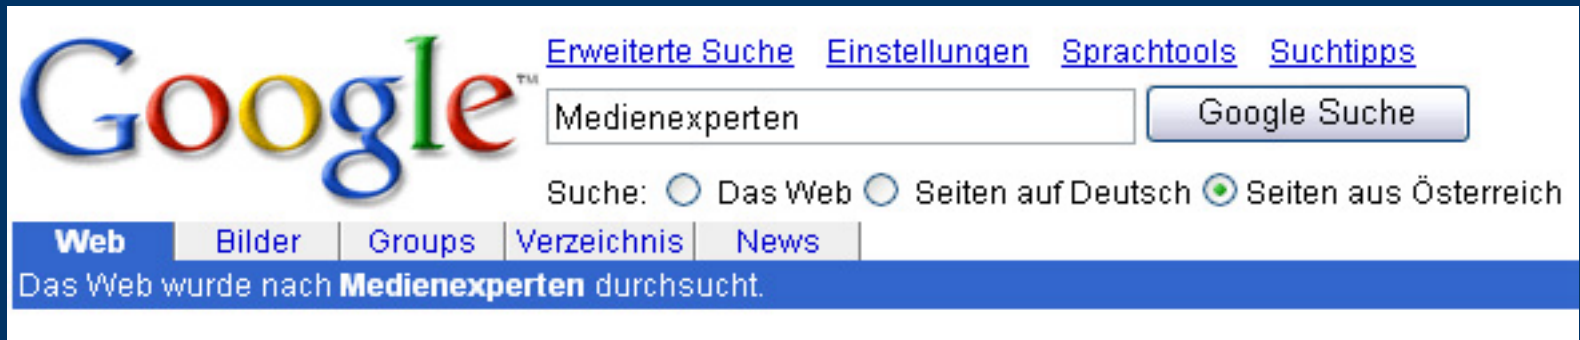 Google™
Erweiterte Suche Einstellungen Sprachtools Suchtipps
Medienexperten Google Suche
Suche: Das Web Seiten auf Deutsch Seiten aus Österreich
Web Bilder Groups Verzeichnis News
Das Web wurde nach Medienexperten durchsucht.